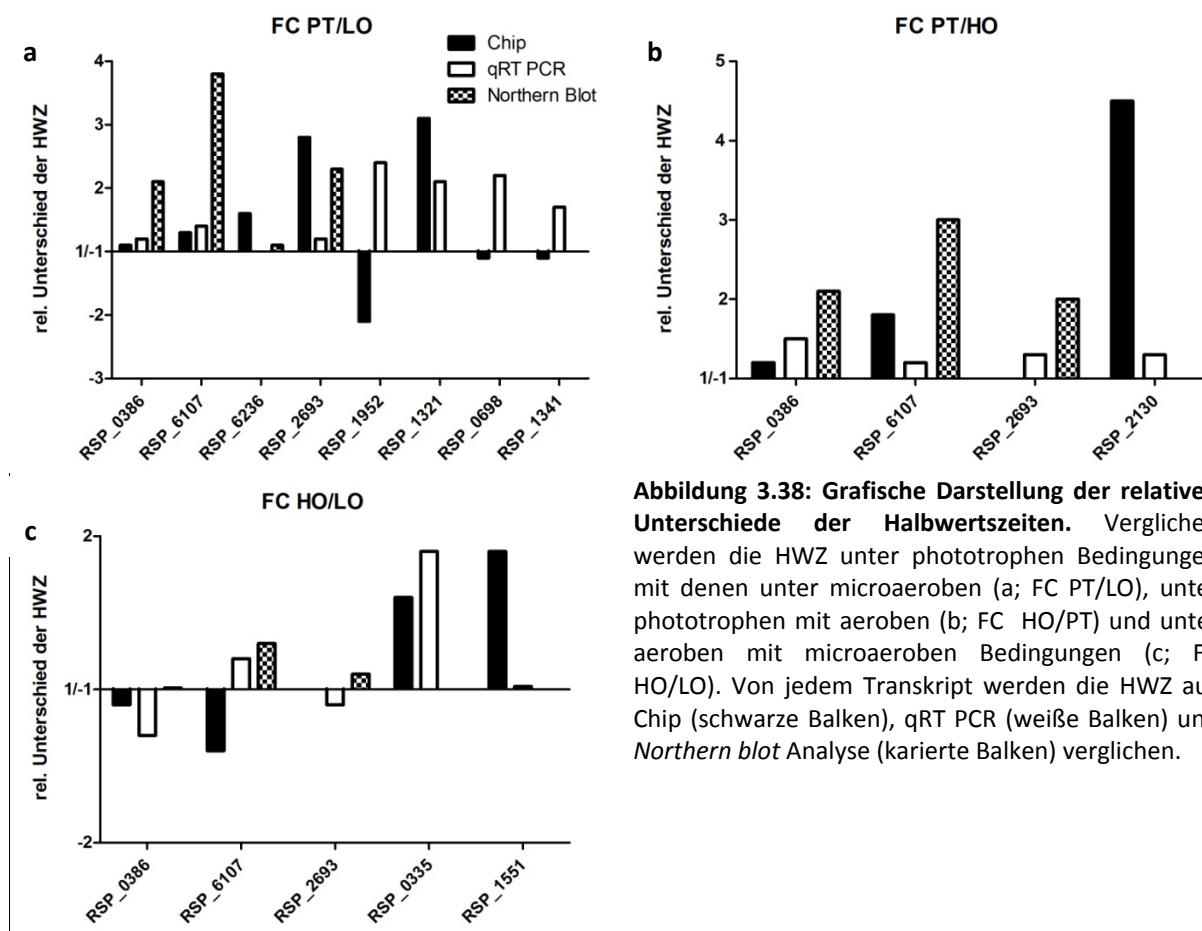 FC PT/LO
a
Chip
qRT PCR
Northern Blot
rel. Unterschied der HWZ
4
3
2
1/-1
-2
-3
RSP_0386
RSP_6107
RSP_6236
RSP_2693
RSP_1952
RSP_1321
RSP_0698
RSP_1341
FC PT/HO
b
rel. Unterschied der HWZ
5
4
3
2
1/-1
RSP_0386
RSP_6107
RSP_2693
RSP_2130
FC HO/LO
c
rel. Unterschied der HWZ
2
1/-1
-2
RSP_0386
RSP_6107
RSP_2693
RSP_0335
RSP_1551
Abbildung 3.38: Grafische Darstellung der relative
Unterschiede der Halbwertszeiten. Vergliche
werden die HWZ unter phototrophen Bedingunge
mit denen unter microaeroben (a; FC PT/LO), unte
phototrophen mit aeroben (b; FC HO/PT) und unte
aeroben mit microaeroben Bedingungen (c; F
HO/LO). Von jedem Transkript werden die HWZ au
Chip (schwarze Balken), qRT PCR (weiße Balken) un
Northern blot Analyse (karierte Balken) verglichen.